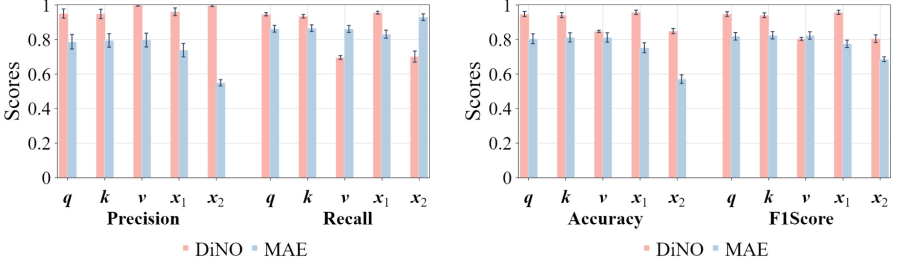 Scores
1
0.8
0.6
0.4
0.2
0
q k v x1 x2 q k v x1 x2
Precision Recall
DiNO MAE
Scores
1
0.8
0.6
0.4
0.2
0
q k v x1 x2 q k v x1 x2
Accuracy F1Score
DiNO MAE